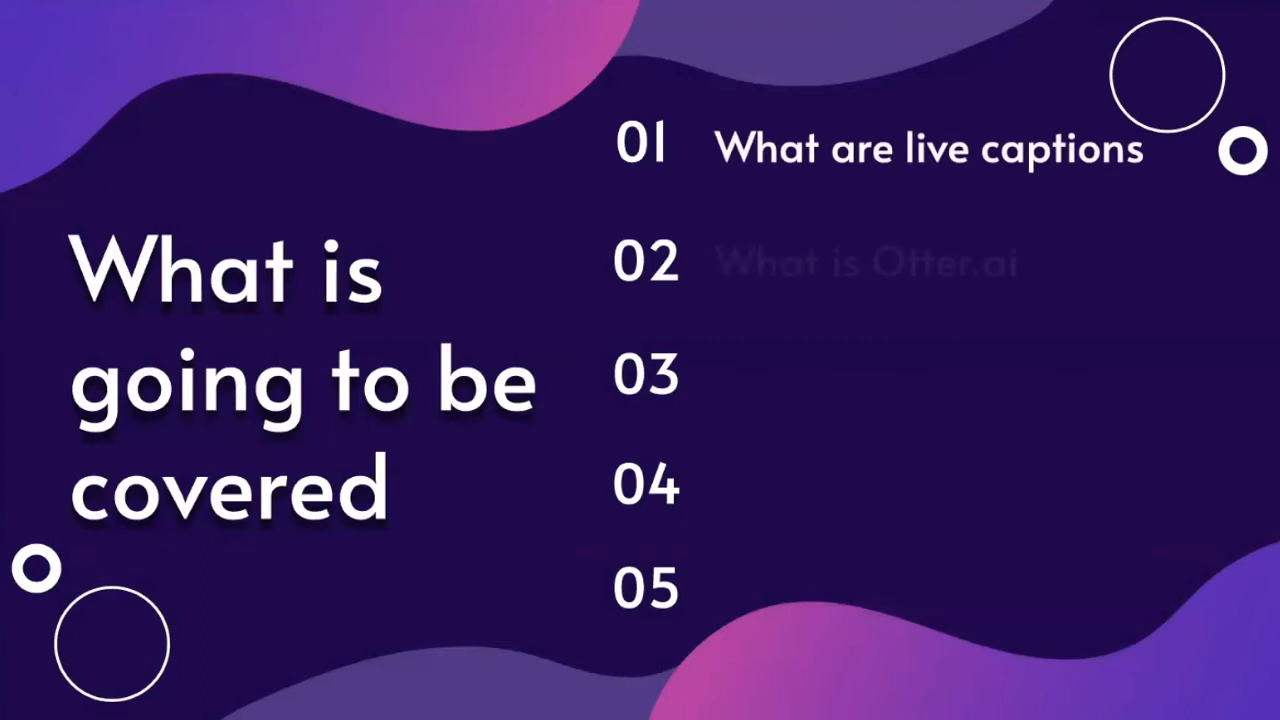 What is
going to be
covered
01 What are live captions
02 What is Otter.ai
03
04
05